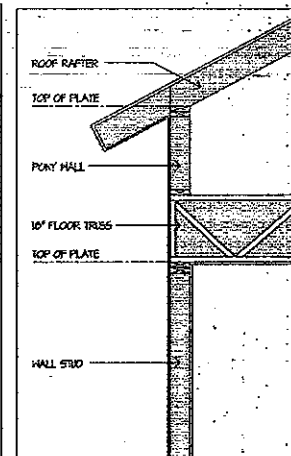 ROOF RAFTER
TOP OF PLATE
PONY WALL
16" FLOOR TRUSS
TOP OF PLATE
WALL STUD